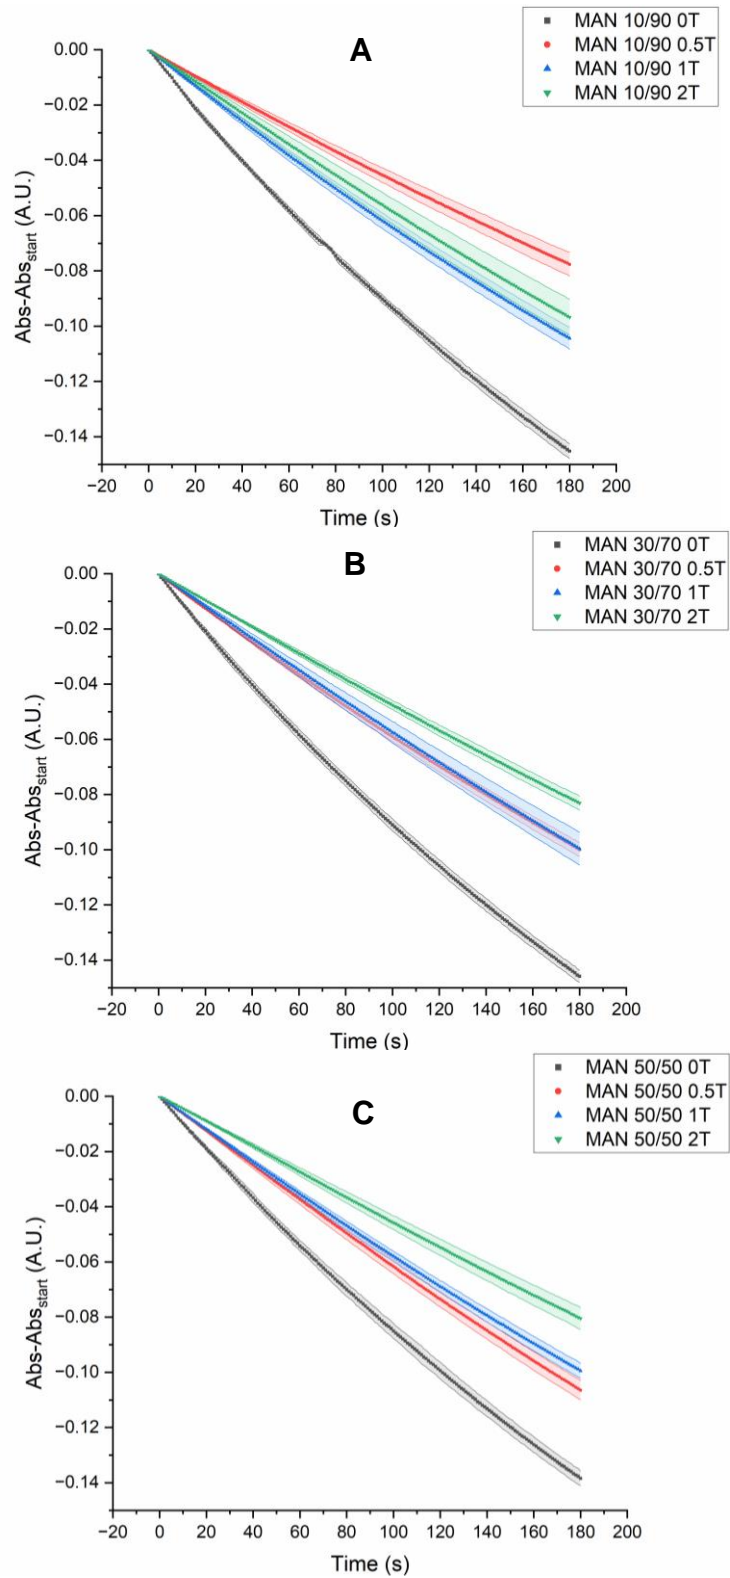 A
MAN 10/90 0T
MAN 10/90 0.5T
MAN 10/90 1T
MAN 10/90 2T
0.00
−0.02
−0.04
−0.06
−0.08
−0.10
−0.12
−0.14
Abs-Abs_start (A.U.)
−20 0 20 40 60 80 100 120 140 160 180 200
Time (s)
B
MAN 30/70 0T
MAN 30/70 0.5T
MAN 30/70 1T
MAN 30/70 2T
0.00
−0.02
−0.04
−0.06
−0.08
−0.10
−0.12
−0.14
Abs-Abs_start (A.U.)
−20 0 20 40 60 80 100 120 140 160 180 200
Time (s)
C
MAN 50/50 0T
MAN 50/50 0.5T
MAN 50/50 1T
MAN 50/50 2T
0.00
−0.02
−0.04
−0.06
−0.08
−0.10
−0.12
−0.14
Abs-Abs_start (A.U.)
−20 0 20 40 60 80 100 120 140 160 180 200
Time (s)